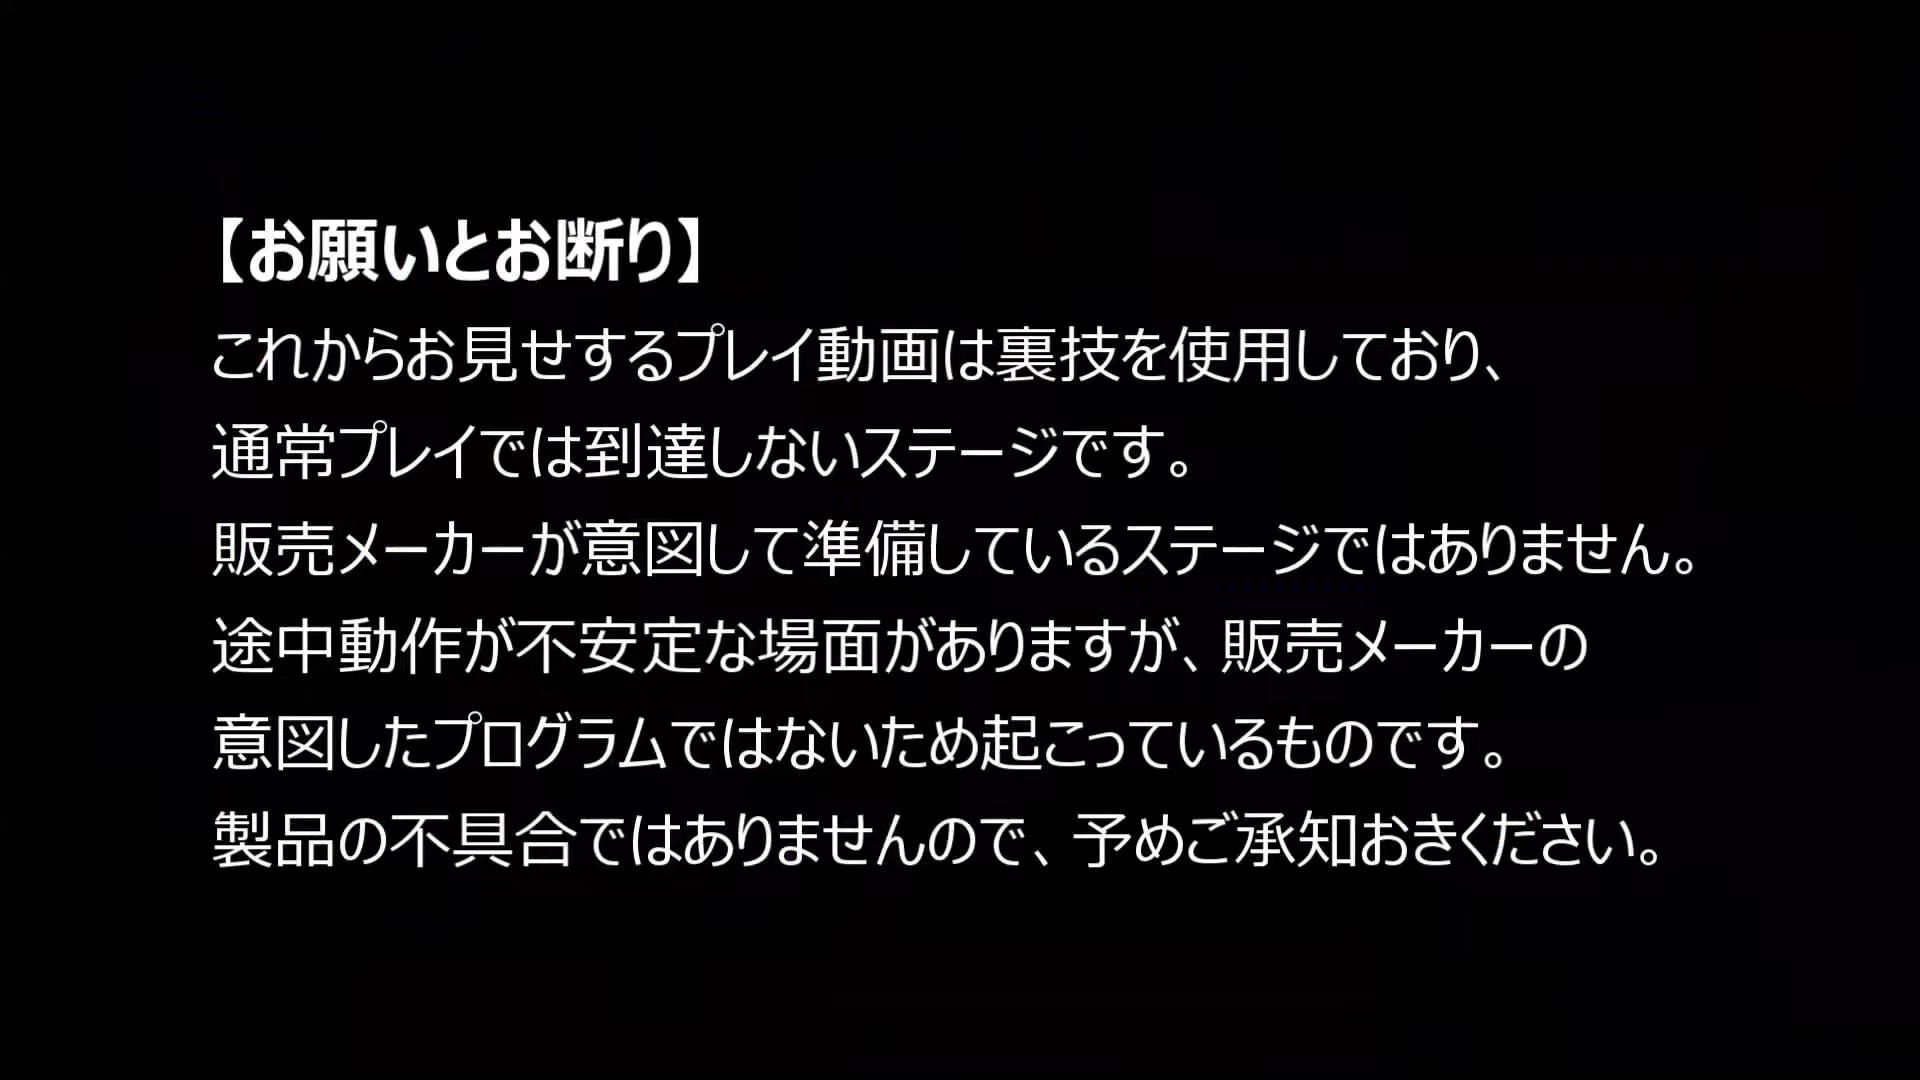 【お願いとお断り】
これからお見せするプレイ動画は裏技を使用しており、
通常プレイでは到達しないステージです。
販売メーカーが意図して準備しているステージではありません。
途中動作が不安定な場面がありますが、販売メーカーの
意図したプログラムではないため起こっているものです。
製品の不具合ではありませんので、予めご承知おきください。